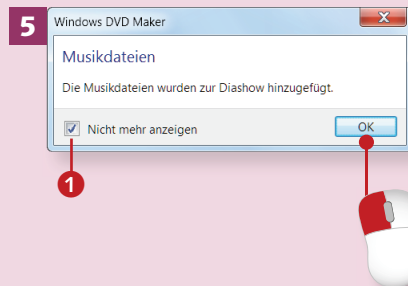 5
Windows DVD Maker
Musikdateien
Die Musikdateien wurden zur Diashow hinzugefügt.
Nicht mehr anzeigen
OK
1